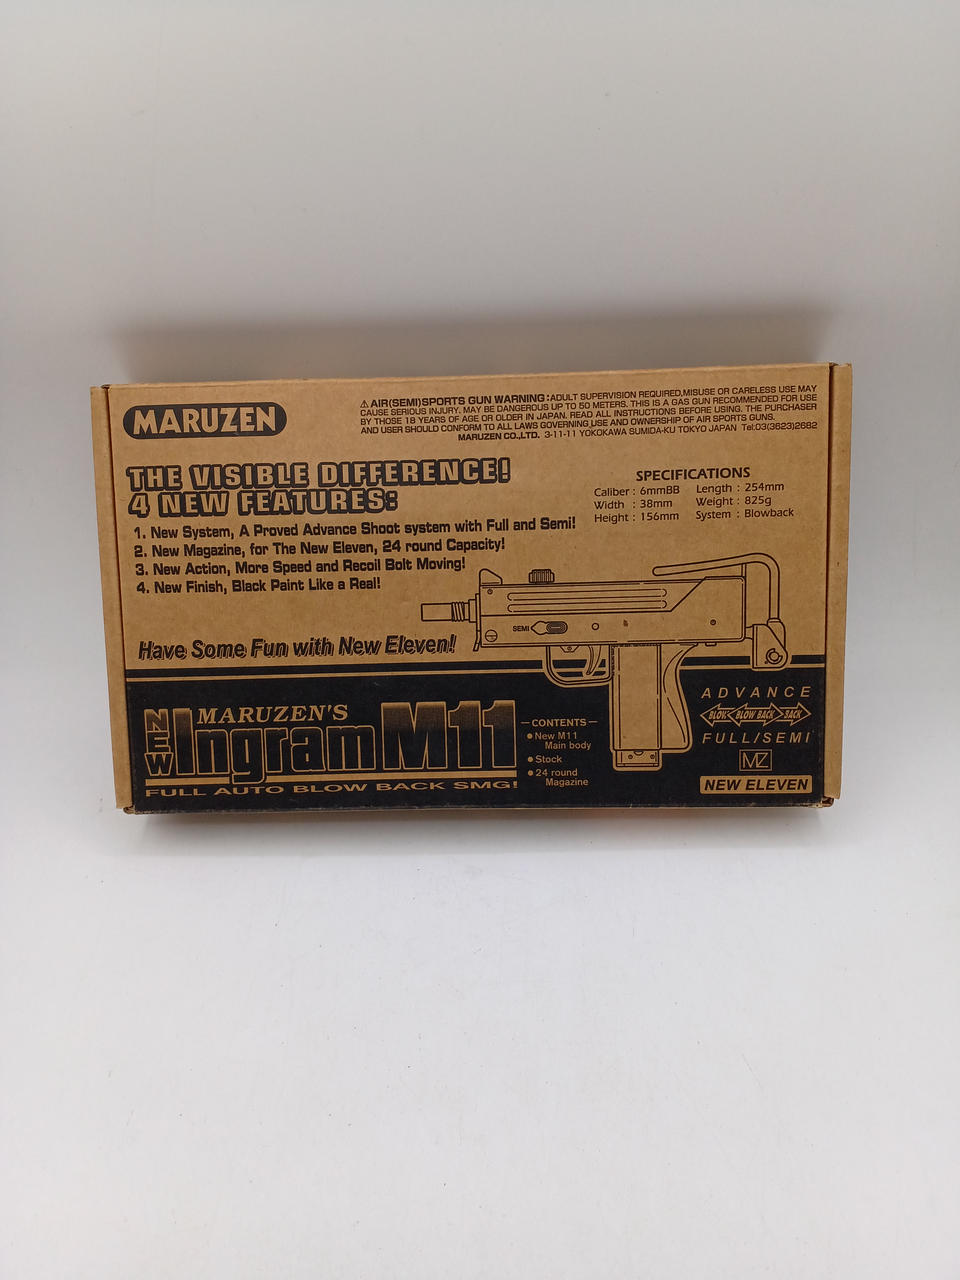 MARUZEN
⚠ AIR(SEMI)SPORTS GUN WARNING:ADULT SUPERVISION REQUIRED,MISUSE OR CARELESS USE MAY
CAUSE SERIOUS INJURY. MAY BE DANGEROUS UP TO 50 METERS. THIS IS A GAS GUN RECOMMENDED FOR USE
BY THOSE 18 YEARS OF AGE OR OLDER IN JAPAN. READ ALL INSTRUCTIONS BEFORE USING. THE PURCHASER
AND USER SHOULD CONFORM TO ALL LAWS GOVERNING,USE AND OWNERSHIP OF AIR SPORTS GUNS.
MARUZEN CO.,LTD. 3-11-11 YOKOKAWA SUMIDA-KU TOKYO JAPAN Tel:03(3623)2682
THE VISIBLE DIFFERENCE!
4 NEW FEATURES:
1. New System, A Proved Advance Shoot system with Full and Semi!
2. New Magazine, for The New Eleven, 24 round Capacity!
3. New Action, More Speed and Recoil Bolt Moving!
4. New Finish, Black Paint Like a Real!
SPECIFICATIONS
Caliber : 6mmBB Length : 254mm
Width : 38mm Weight : 825g
Height : 156mm System : Blowback
SEMI
Have Some Fun with New Eleven!
NEW
MARUZEN'S
Ingram M11
FULL AUTO BLOW BACK SMG!
CONTENTS
● New M11
Main body
● Stock
● 24 round
Magazine
ADVANCE
BLOW BLOW BACK BACK
FULL/SEMI
MZ
NEW ELEVEN